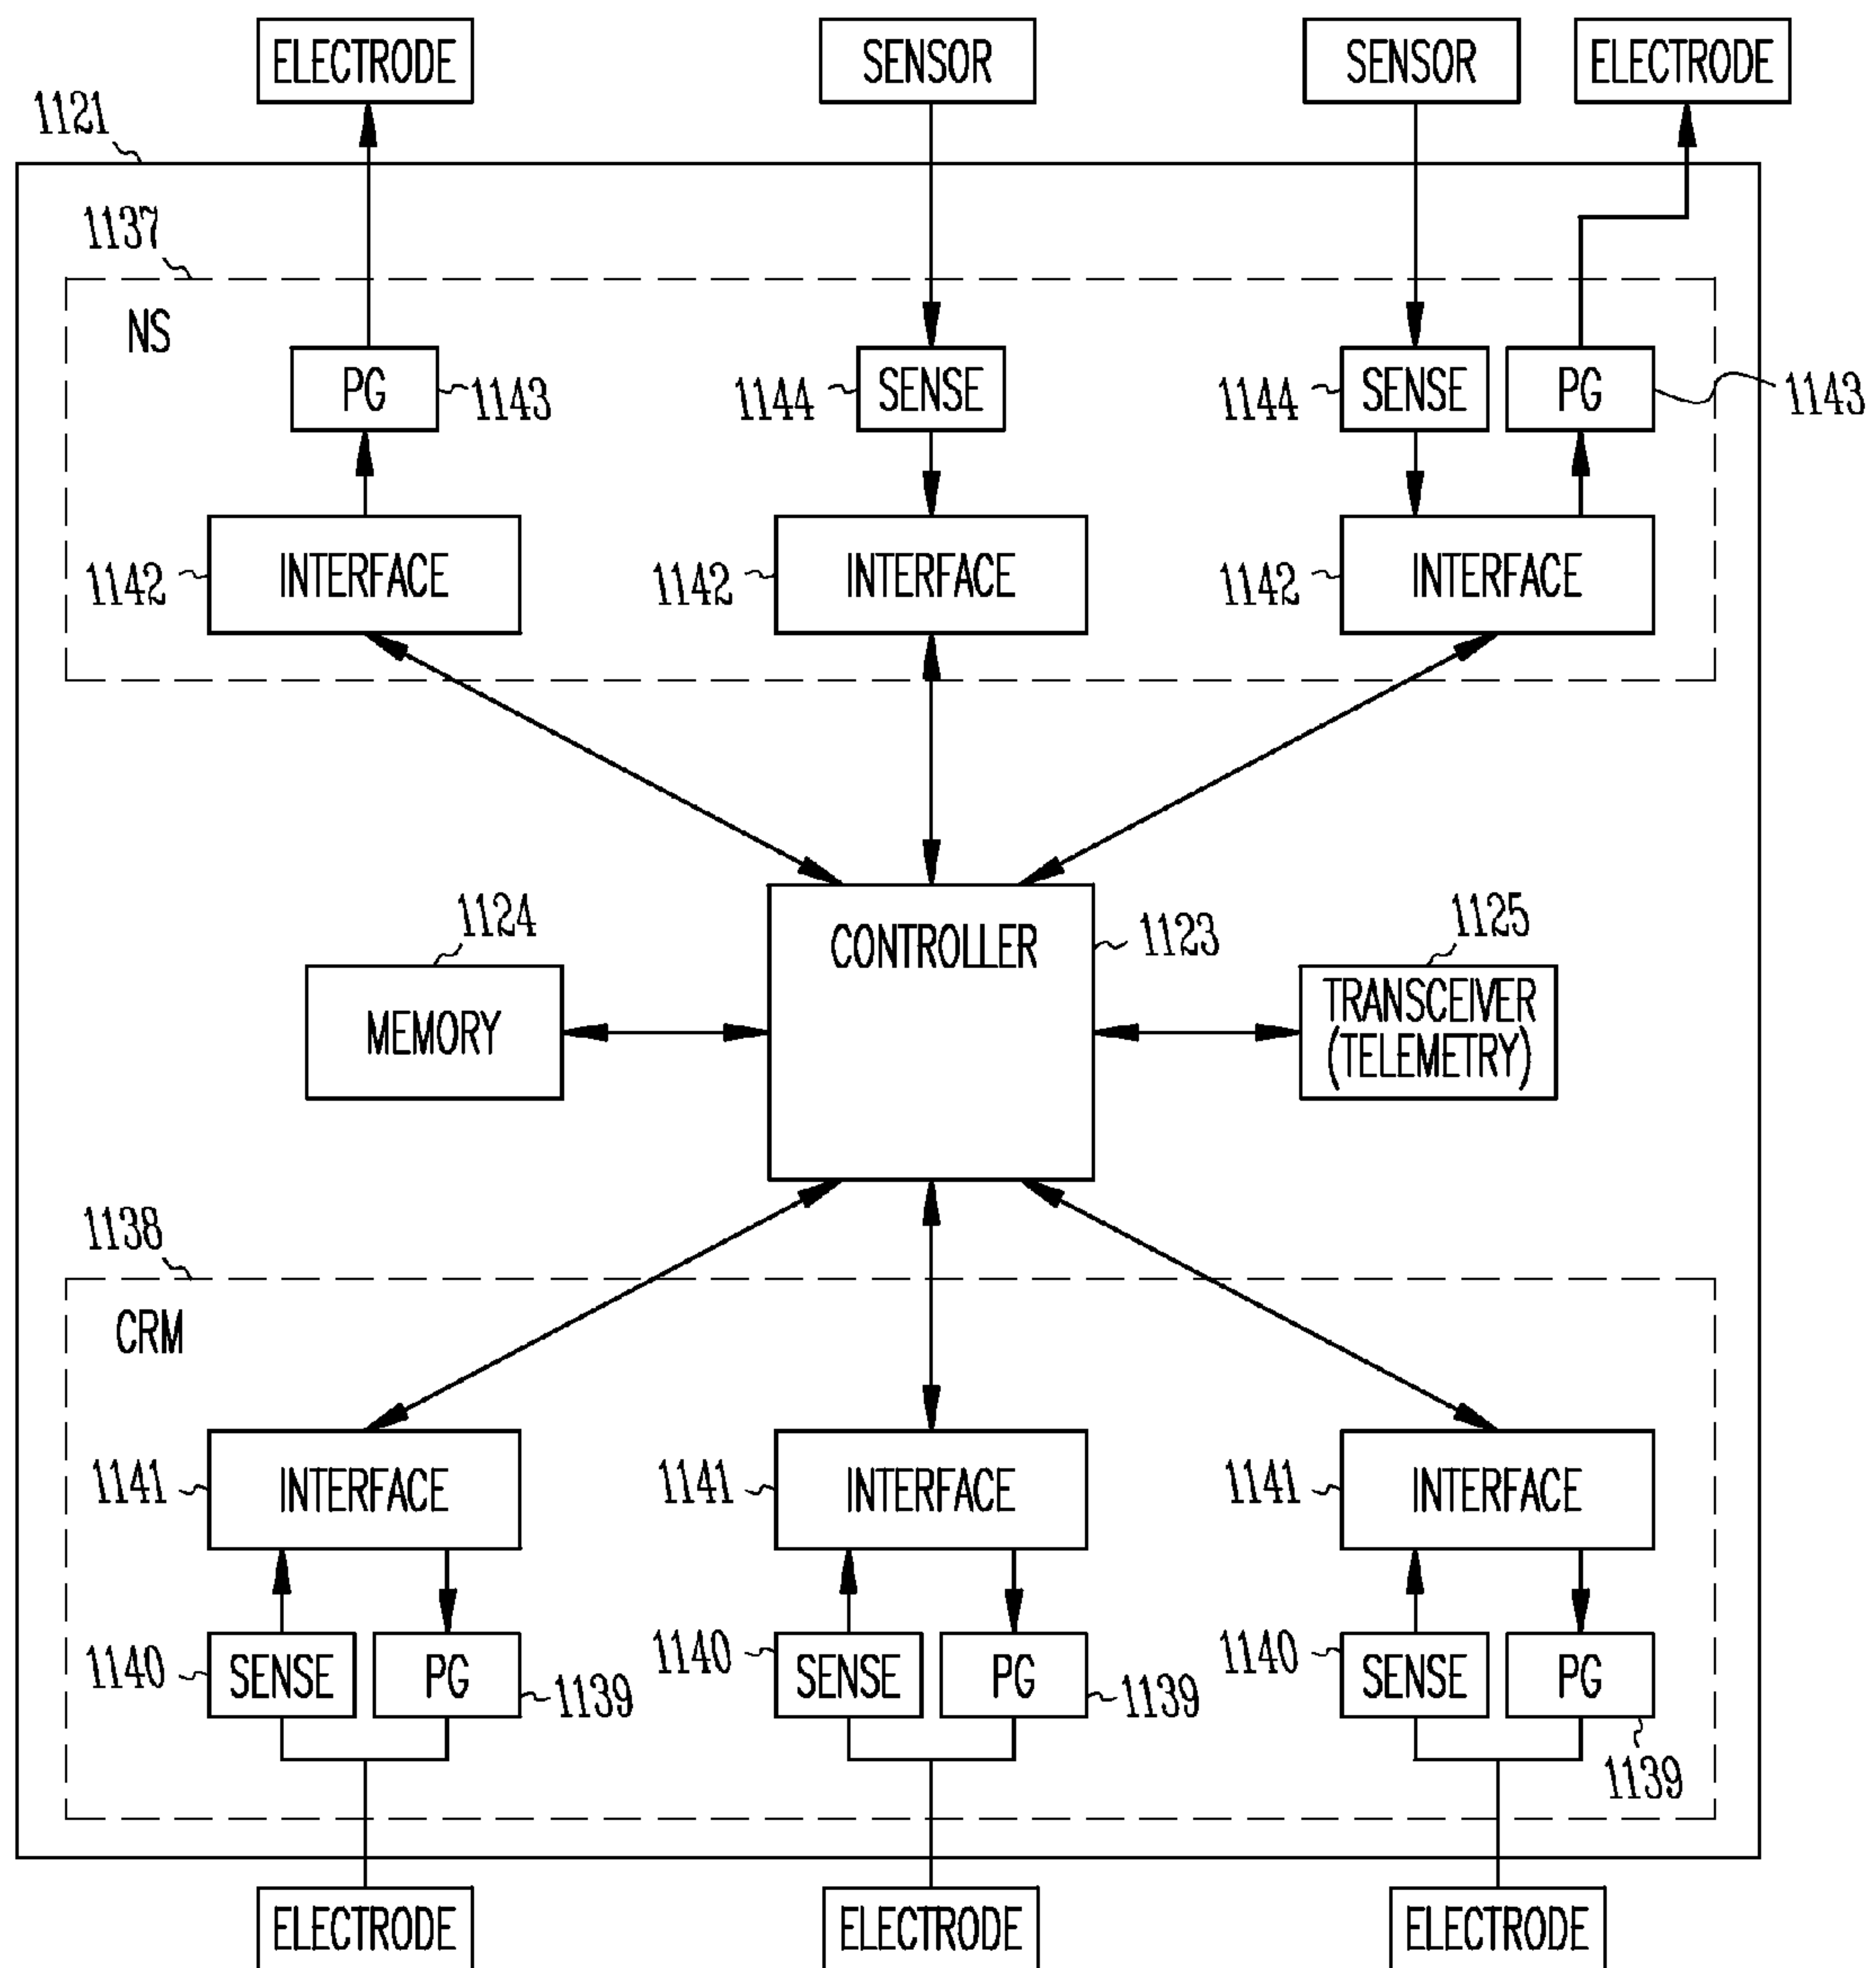 ELECTRODE
SENSOR
SENSOR
ELECTRODE
1121
1137
NS
PG
1143
1144
SENSE
1144
SENSE
PG
1143
1142
INTERFACE
1142
INTERFACE
1142
INTERFACE
1124
MEMORY
CONTROLLER
1123
1125
TRANSCEIVER
(TELEMETRY)
1138
CRM
1141
INTERFACE
1141
INTERFACE
1141
INTERFACE
1140
SENSE
PG
1139
1140
SENSE
PG
1139
1140
SENSE
PG
1139
ELECTRODE
ELECTRODE
ELECTRODE